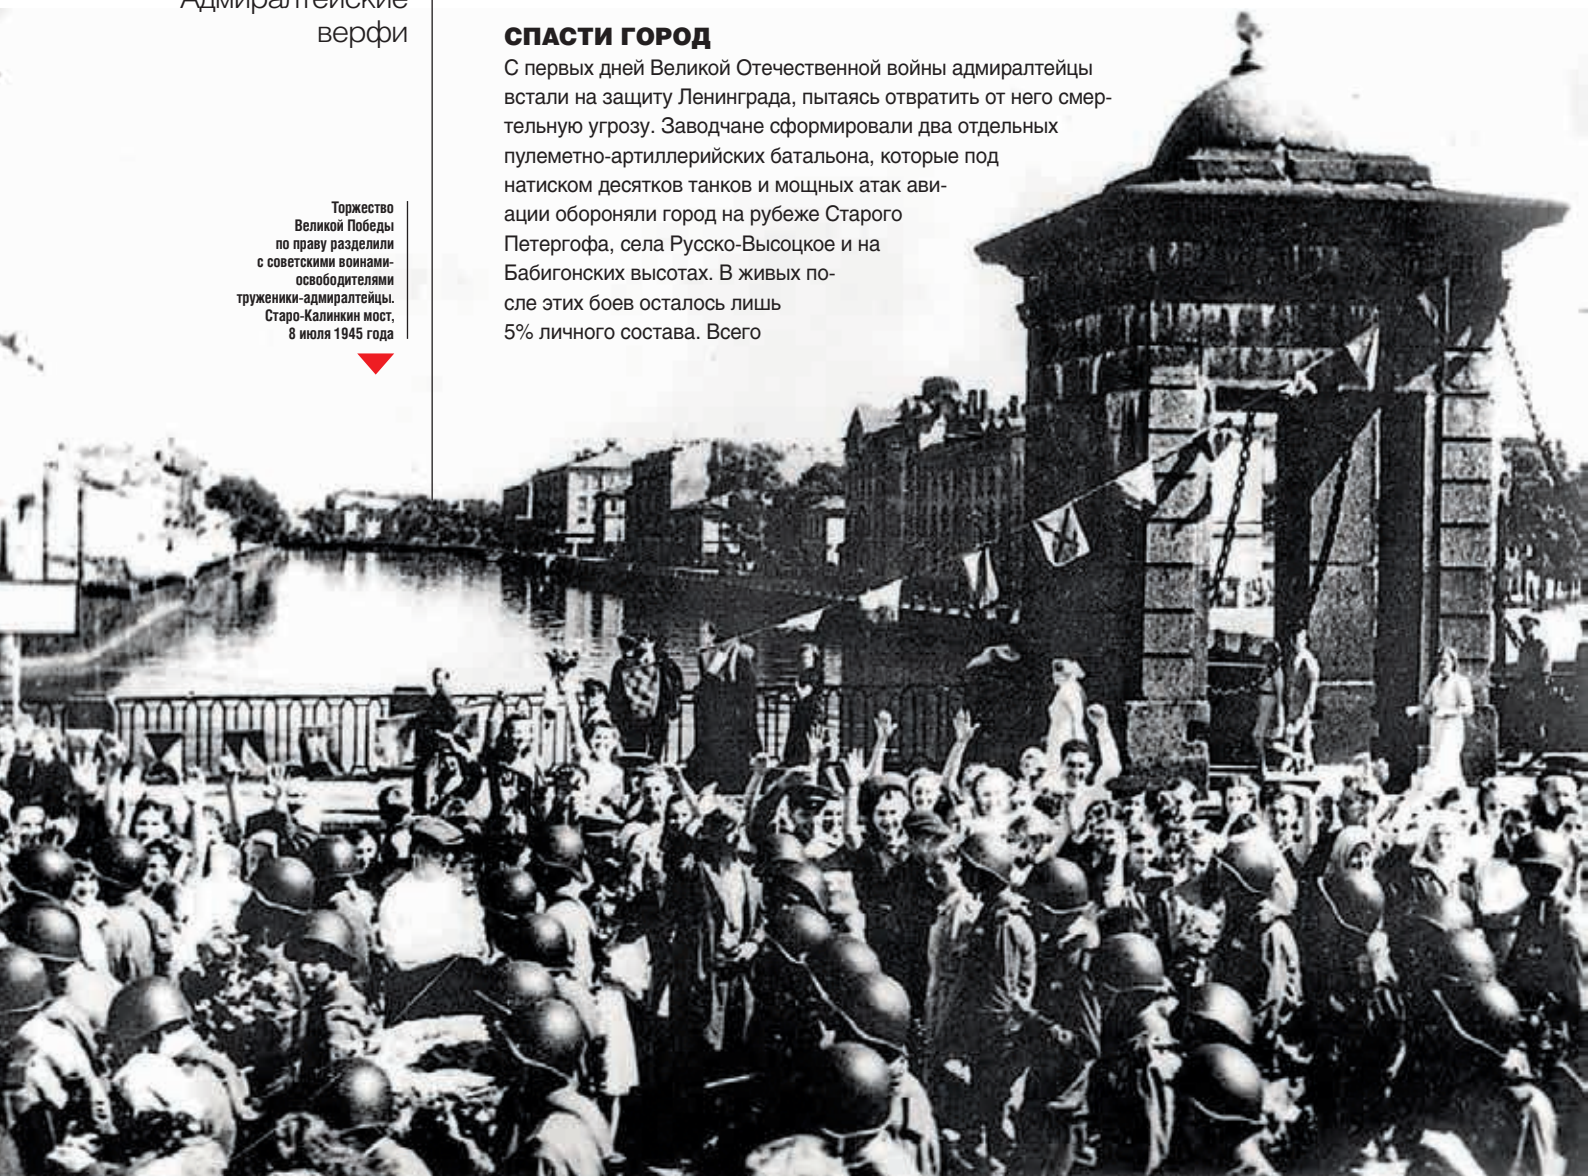 Адмиралтейские
верфи
Торжество
Великой Победы
по праву разделили
с советскими воинами-
освободителями
труженики-адмиралтейцы.
Старо-Калинкин мост,
8 июля 1945 года
СПАСТИ ГОРОД
С первых дней Великой Отечественной войны адмиралтейцы
встали на защиту Ленинграда, пытаясь отвратить от него смер-
тельную угрозу. Заводчане сформировали два отдельных
пулеметно-артиллерийских батальона, которые под
натиском десятков танков и мощных атак ави-
ации обороняли город на рубеже Старого
Петергофа, села Русско-Высоцкое и на
Бабигонских высотах. В живых по-
сле этих боев осталось лишь
5% личного состава. Всего